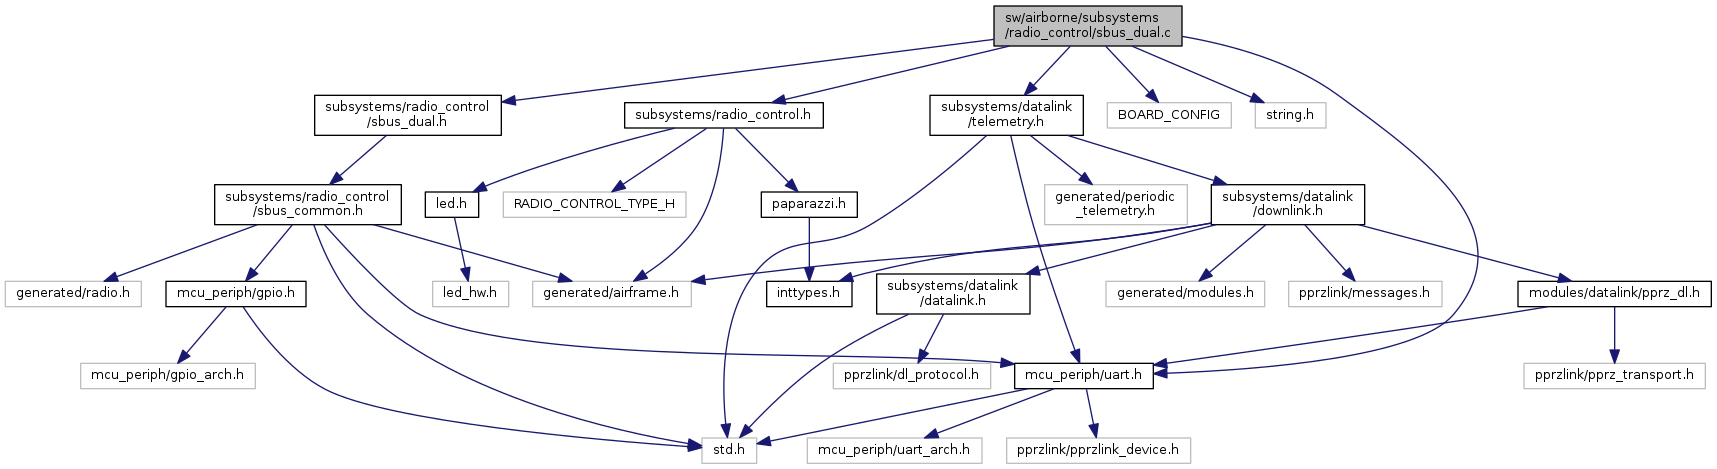 sw/airborne/subsystems
/radio_control/sbus_dual.c
subsystems/radio_control
/sbus_dual.h
subsystems/radio_control.h
subsystems/datalink
/telemetry.h
BOARD_CONFIG
string.h
subsystems/radio_control
/sbus_common.h
led.h
RADIO_CONTROL_TYPE_H
paparazzi.h
generated/periodic
_telemetry.h
subsystems/datalink
/downlink.h
generated/radio.h
mcu_periph/gpio.h
led_hw.h
generated/airframe.h
inttypes.h
subsystems/datalink
/datalink.h
generated/modules.h
pprzlink/messages.h
modules/datalink/pprz_dl.h
mcu_periph/gpio_arch.h
pprzlink/dl_protocol.h
mcu_periph/uart.h
pprzlink/pprz_transport.h
std.h
mcu_periph/uart_arch.h
pprzlink/pprzlink_device.h